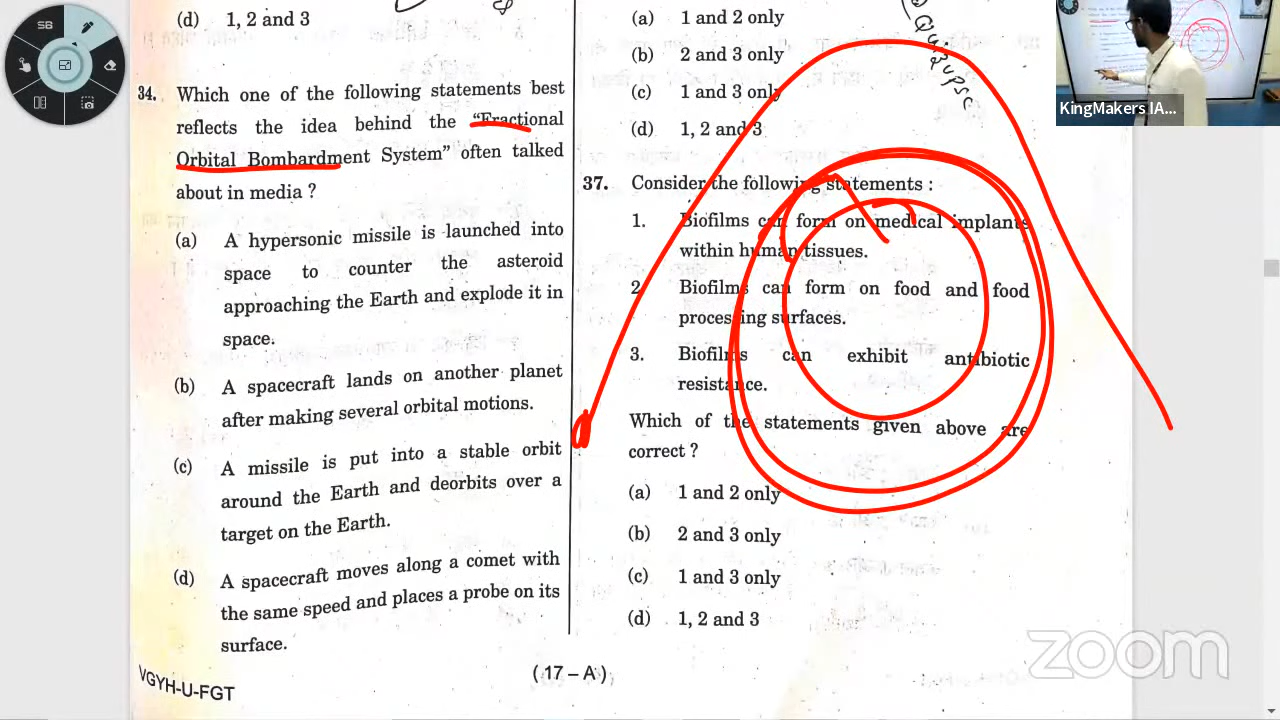 SB
(d) 1, 2 and 3
34. Which one of the following statements best
reflects the idea behind the "Fractional
Orbital Bombardment System" often talked
about in media ?
(a) A hypersonic missile is launched into
space to counter the asteroid
approaching the Earth and explode it in
space.
(b) A spacecraft lands on another planet
after making several orbital motions.
(c) A missile is put into a stable orbit
around the Earth and deorbits over a
target on the Earth.
(d) A spacecraft moves along a comet with
the same speed and places a probe on its
surface.
(a) 1 and 2 only
(b) 2 and 3 only
(c) 1 and 3 only
(d) 1, 2 and 3
@Quizupsc
37. Consider the following statements :
1. Biofilms can form on medical implants
within human tissues.
2. Biofilms can form on food and food
processing surfaces.
3. Biofilms can exhibit antibiotic
resistance.
Which of the statements given above are
correct ?
(a) 1 and 2 only
(b) 2 and 3 only
(c) 1 and 3 only
(d) 1, 2 and 3
VGYH-U-FGT
( 17 – A )
KingMakers IA...
zoom